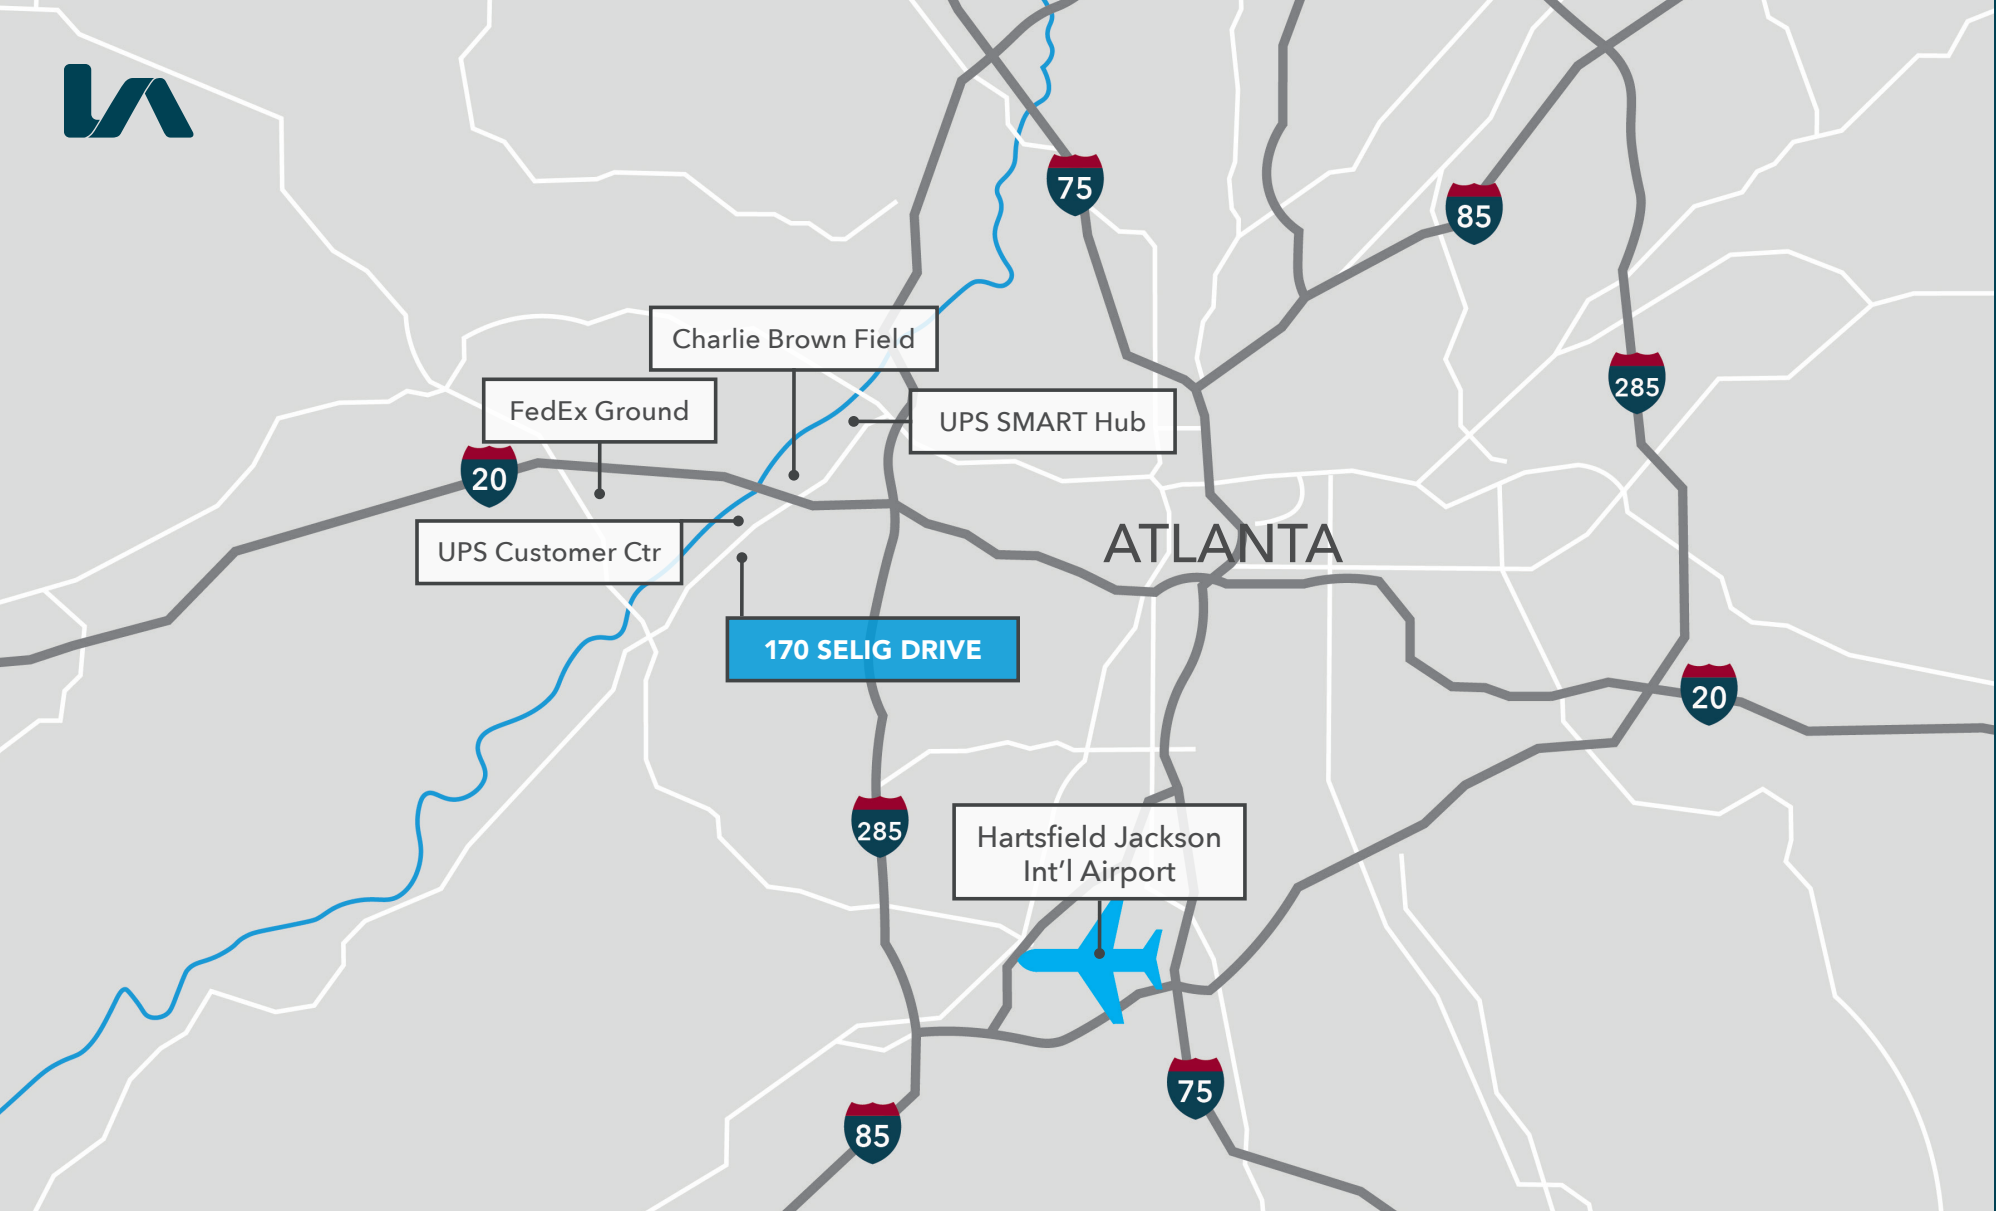 LA
75
85
Charlie Brown Field
285
FedEx Ground
UPS SMART Hub
20
UPS Customer Ctr
ATLANTA
170 SELIG DRIVE
20
285
Hartsfield Jackson
Int'l Airport
75
85